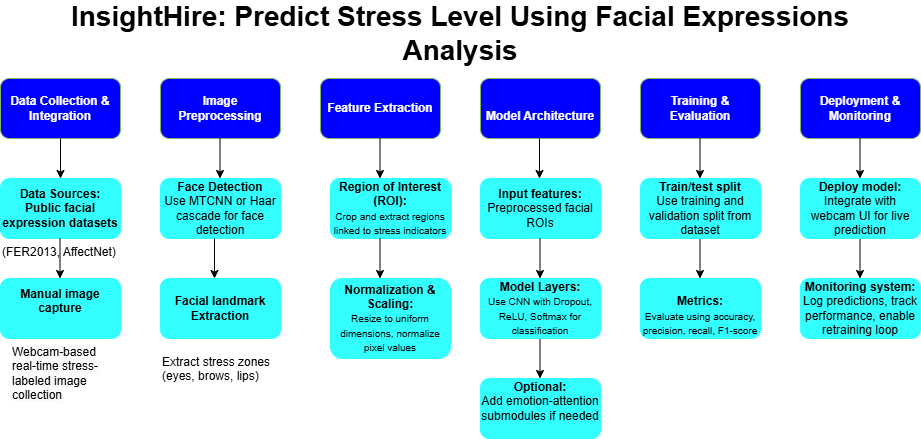 InsightHire: Predict Stress Level Using Facial Expressions
Analysis
Data Collection &
Integration
Data Sources:
Public facial
expression datasets
(FER2013, AffectNet)
Manual image
capture
Webcam-based
real-time stress-
labeled image
collection
Image
Preprocessing
Face Detection
Use MTCNN or Haar
cascade for face
detection
Facial landmark
Extraction
Extract stress zones
(eyes, brows, lips)
Feature Extraction
Region of Interest
(ROI):
Crop and extract regions
linked to stress indicators
Normalization &
Scaling:
Resize to uniform
dimensions, normalize
pixel values
Model Architecture
Input features:
Preprocessed facial
ROIs
Model Layers:
Use CNN with Dropout,
ReLU, Softmax for
classification
Optional:
Add emotion-attention
submodules if needed
Training &
Evaluation
Train/test split
Use training and
validation split from
dataset
Metrics:
Evaluate using accuracy,
precision, recall, F1-score
Deployment &
Monitoring
Deploy model:
Integrate with
webcam UI for live
prediction
Monitoring system:
Log predictions, track
performance, enable
retraining loop